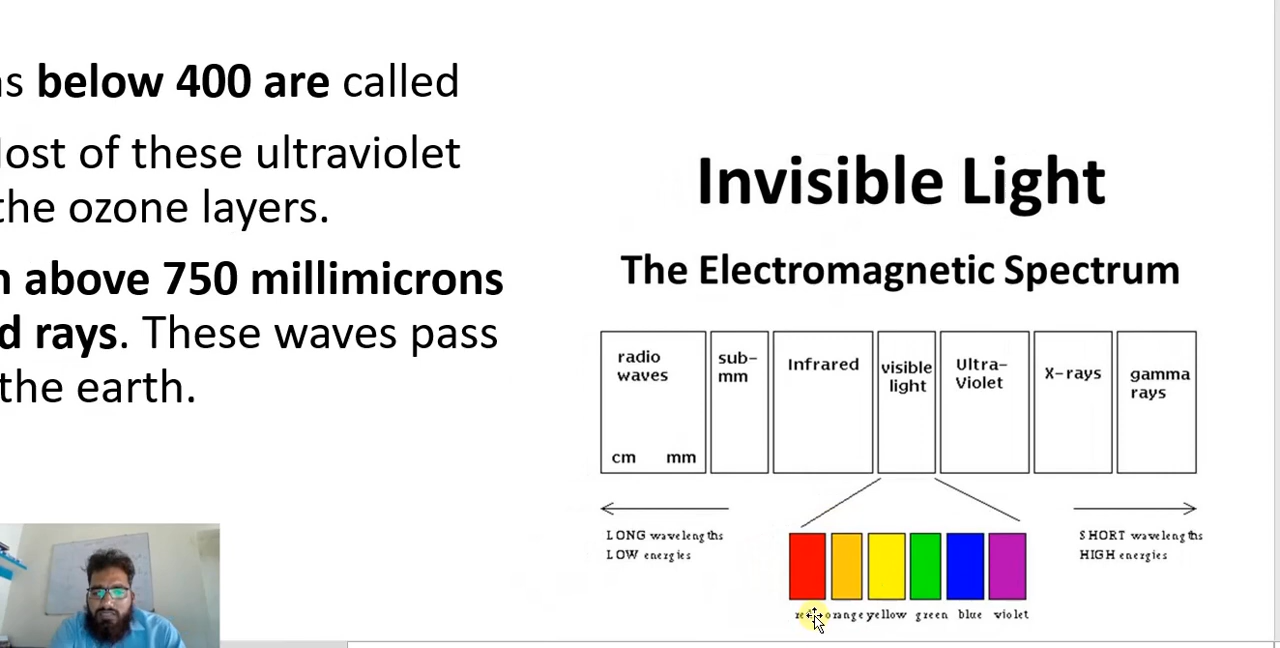 below 400 are called
ost of these ultraviolet
the ozone layers.
above 750 millimicrons
d rays. These waves pass
the earth.
Invisible Light
The Electromagnetic Spectrum
radio waves
sub-mm
Infrared
visible light
Ultra-Violet
X-rays
gamma rays
cm mm
LONG wavelengths
LOW energies
SHORT wavelengths
HIGH energies
orange yellow green blue violet